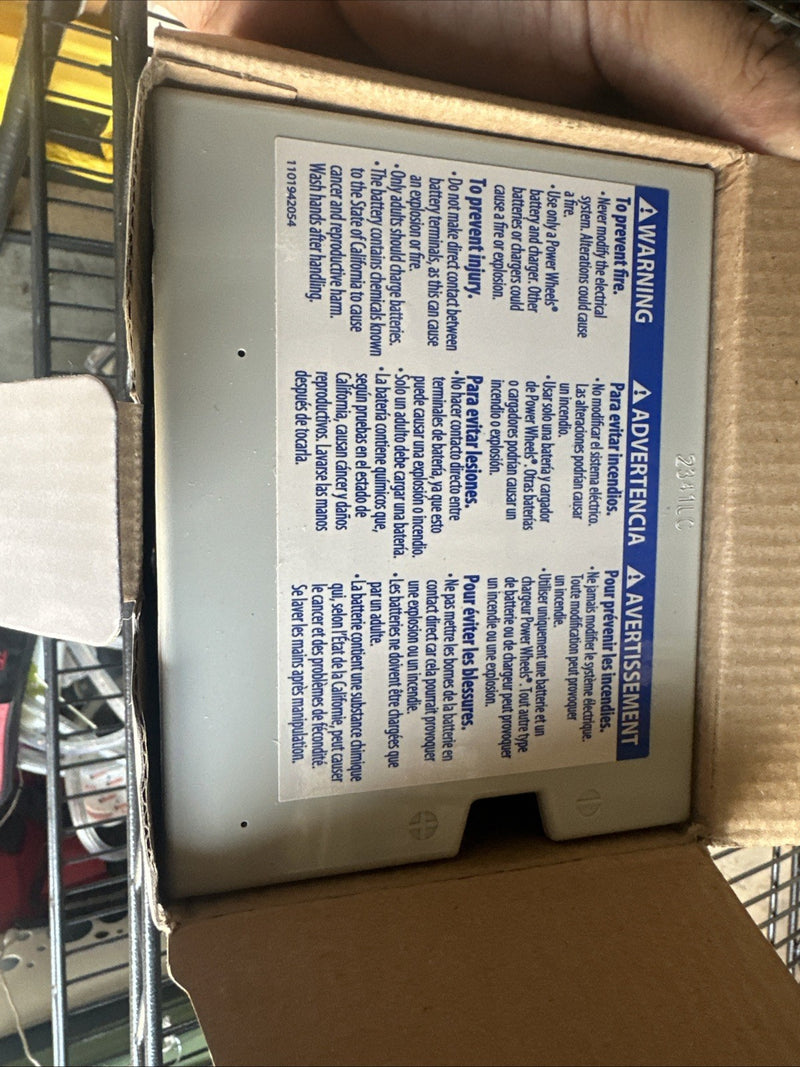 2341LC
⚠ WARNING
To prevent fire.
• Never modify the electrical
system. Alterations could cause
a fire.
• Use only a Power Wheels®
battery and charger. Other
batteries or chargers could
cause a fire or explosion.
To prevent injury.
• Do not make direct contact between
battery terminals, as this can cause
an explosion or fire.
• Only adults should charge batteries.
• The battery contains chemicals known
to the State of California to cause
cancer and reproductive harm.
Wash hands after handling.
1101942054
⚠ ADVERTENCIA
Para evitar incendios.
• No modificar el sistema eléctrico.
Las alteraciones podrían causar
un incendio.
• Usar solo una batería y cargador
de Power Wheels®. Otras baterías
o cargadores podrían causar un
incendio o explosión.
Para evitar lesiones.
• No hacer contacto directo entre
terminales de batería, ya que esto
puede causar una explosión o incendio.
• Solo un adulto debe cargar una batería.
• La batería contiene químicos que,
según pruebas en el estado de
California, causan cáncer y daños
reproductivos. Lavarse las manos
después de tocarla.
⚠ AVERTISSEMENT
Pour prévenir les incendies.
• Ne jamais modifier le système électrique.
Toute modification peut provoquer
un incendie.
• Utiliser uniquement une batterie et un
chargeur Power Wheels®. Tout autre type
de batterie ou de chargeur peut provoquer
un incendie ou une explosion.
Pour éviter les blessures.
• Ne pas mettre les bornes de la batterie en
contact direct car cela pourrait provoquer
une explosion ou un incendie.
• Les batteries ne doivent être chargées que
par un adulte.
• La batterie contient une substance chimique
qui, selon l'État de la Californie, peut causer
le cancer et des problèmes de fécondité.
Se laver les mains après manipulation.